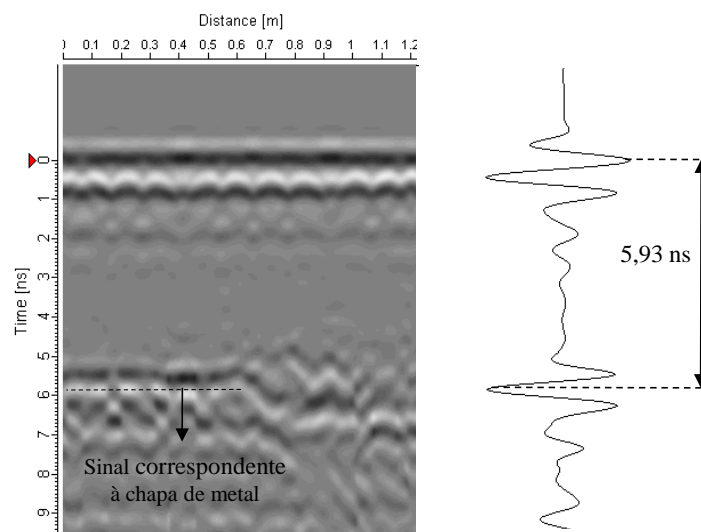 Distance [m]
0 0.1 0.2 0.3 0.4 0.5 0.6 0.7 0.8 0.9 1 1.1 1.2
Time [ns]
0
1
2
3
4
5
6
7
8
9
5,93 ns
Sinal correspondente
à chapa de metal